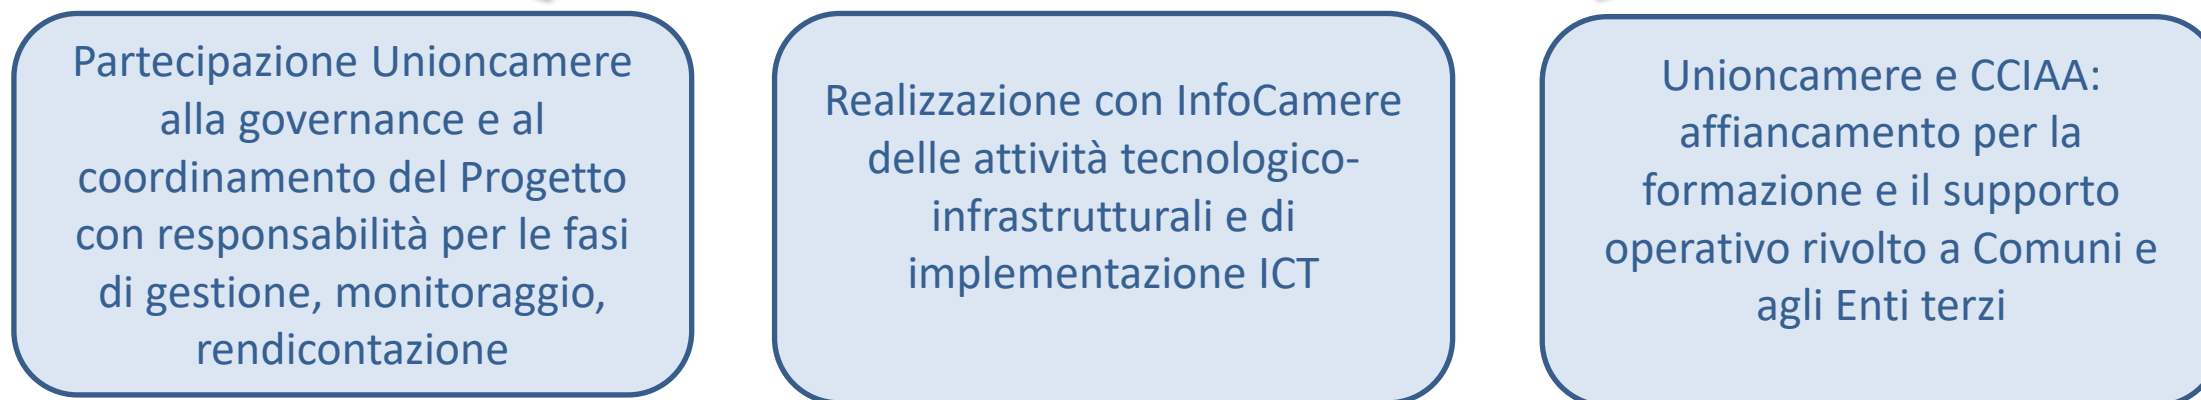 Partecipazione Unioncamere
alla governance e al
coordinamento del Progetto
con responsabilità per le fasi
di gestione, monitoraggio,
rendicontazione
Realizzazione con InfoCamere
delle attività tecnologico-
infrastrutturali e di
implementazione ICT
Unioncamere e CCIAA:
affiancamento per la
formazione e il supporto
operativo rivolto a Comuni e
agli Enti terzi